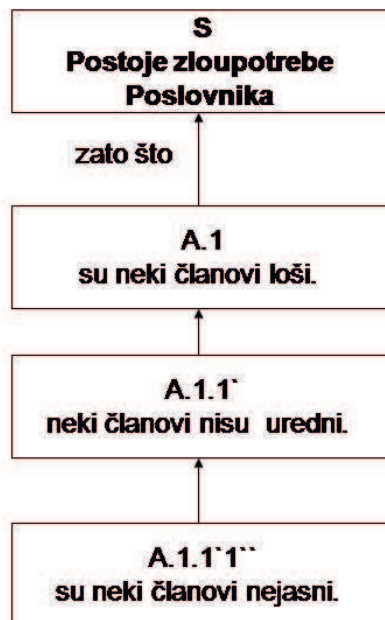 S
Postoje zloupotrebe
Poslovnika
zato što
A.1
su neki članovi loši.
A.1.1`
neki članovi nisu uredni.
A.1.1`1``
su neki članovi nejasni.